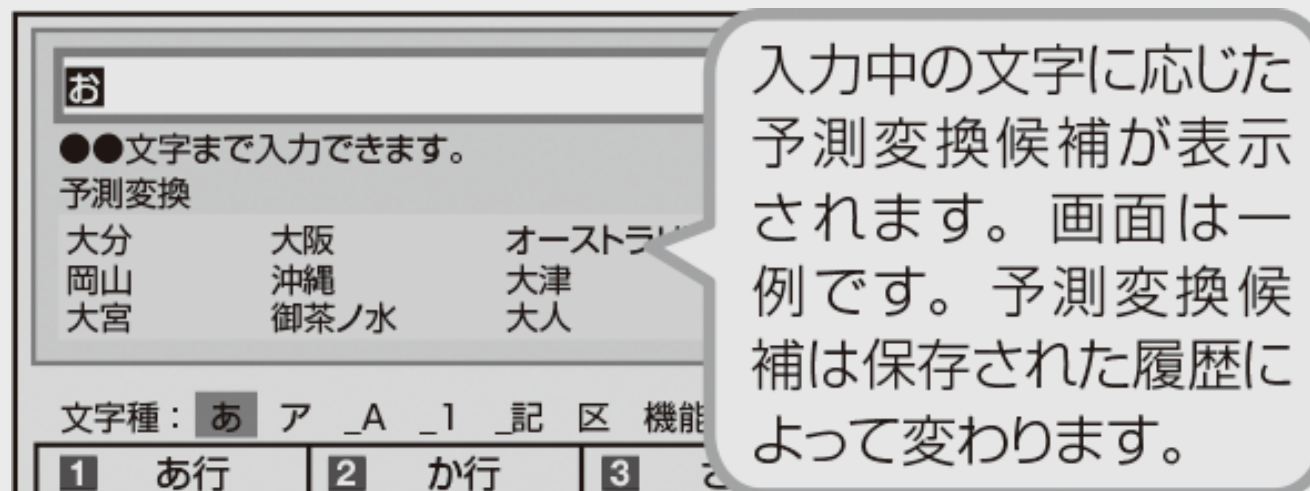 お
●●文字まで入力できます。
予測変換
大分 大阪
岡山 沖縄 大津
大宮 御茶ノ水 大人
文字種： あ ア _A _1 _記 区 機能
1 あ行 2 か行 3
入力中の文字に応じた
予測変換候補が表示
されます。画面は一
例です。予測変換候
補は保存された履歴に
よって変わります。